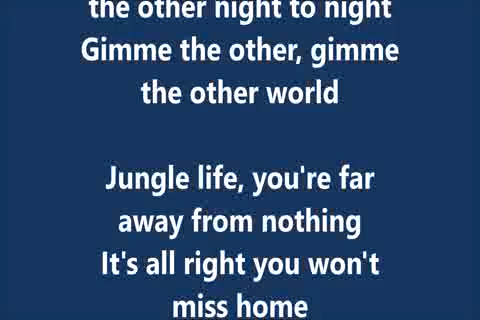 the other night to night
Gimme the other, gimme
the other world
Jungle life, you're far
away from nothing
It's all right you won't
miss home